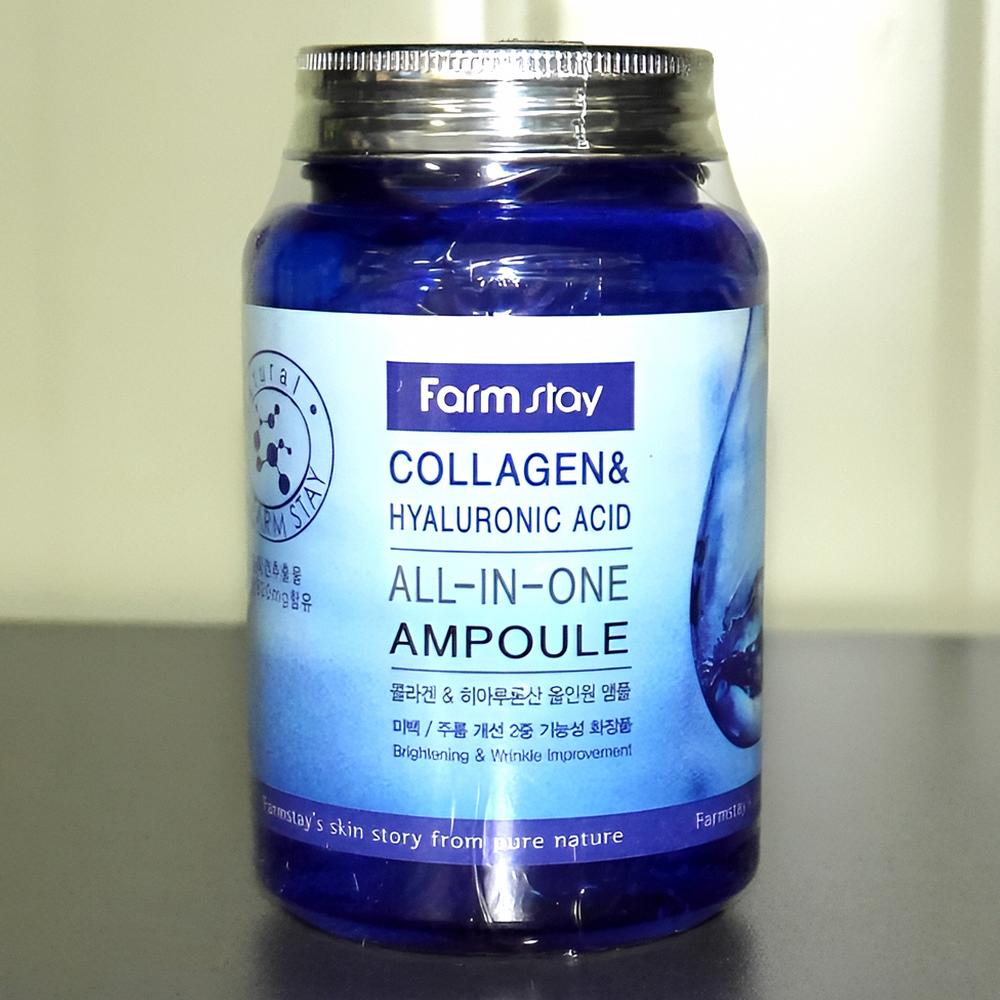 Farmstay
COLLAGEN&
HYALURONIC ACID
ALL-IN-ONE
AMPOULE
콜라겐 & 히아루론산 올인원 앰플
미백 / 주름 개선 2중 기능성 화장품
Brightening & Wrinkle Improvement
FARM STAY
Farmstay's skin story from pure nature
Farmstay